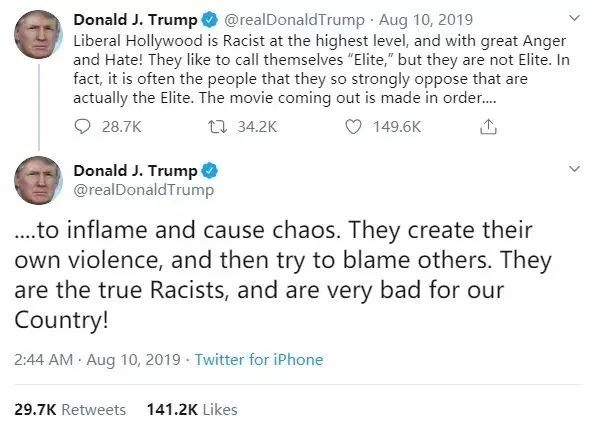 Donald J. Trump @realDonaldTrump · Aug 10, 2019
Liberal Hollywood is Racist at the highest level, and with great Anger
and Hate! They like to call themselves “Elite,” but they are not Elite. In
fact, it is often the people that they so strongly oppose that are
actually the Elite. The movie coming out is made in order....
28.7K 34.2K 149.6K
Donald J. Trump
@realDonaldTrump
....to inflame and cause chaos. They create their
own violence, and then try to blame others. They
are the true Racists, and are very bad for our
Country!
2:44 AM · Aug 10, 2019 · Twitter for iPhone
29.7K Retweets 141.2K Likes